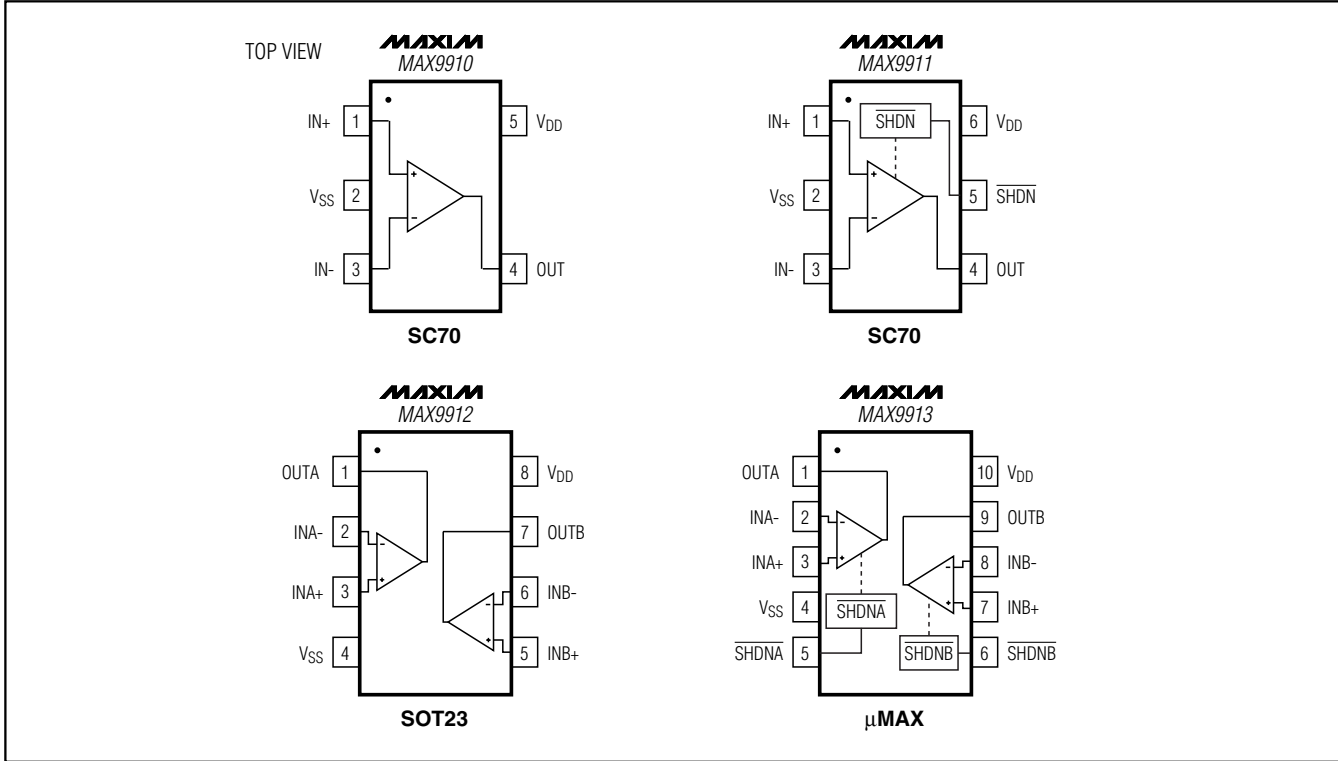 TOP VIEW
MAXIM
MAX9910
IN+ 1
5 VDD
VSS 2
IN- 3
4 OUT
+
−
SC70
MAXIM
MAX9911
IN+ 1
SHDN
6 VDD
VSS 2
5 SHDN
IN- 3
4 OUT
+
−
SC70
MAXIM
MAX9912
OUTA 1
8 VDD
INA- 2
7 OUTB
INA+ 3
6 INB-
VSS 4
5 INB+
−
+
−
+
SOT23
MAXIM
MAX9913
OUTA 1
10 VDD
INA- 2
9 OUTB
INA+ 3
8 INB-
VSS 4
7 INB+
SHDNA 5
6 SHDNB
−
+
−
+
SHDNA
SHDNB
μMAX